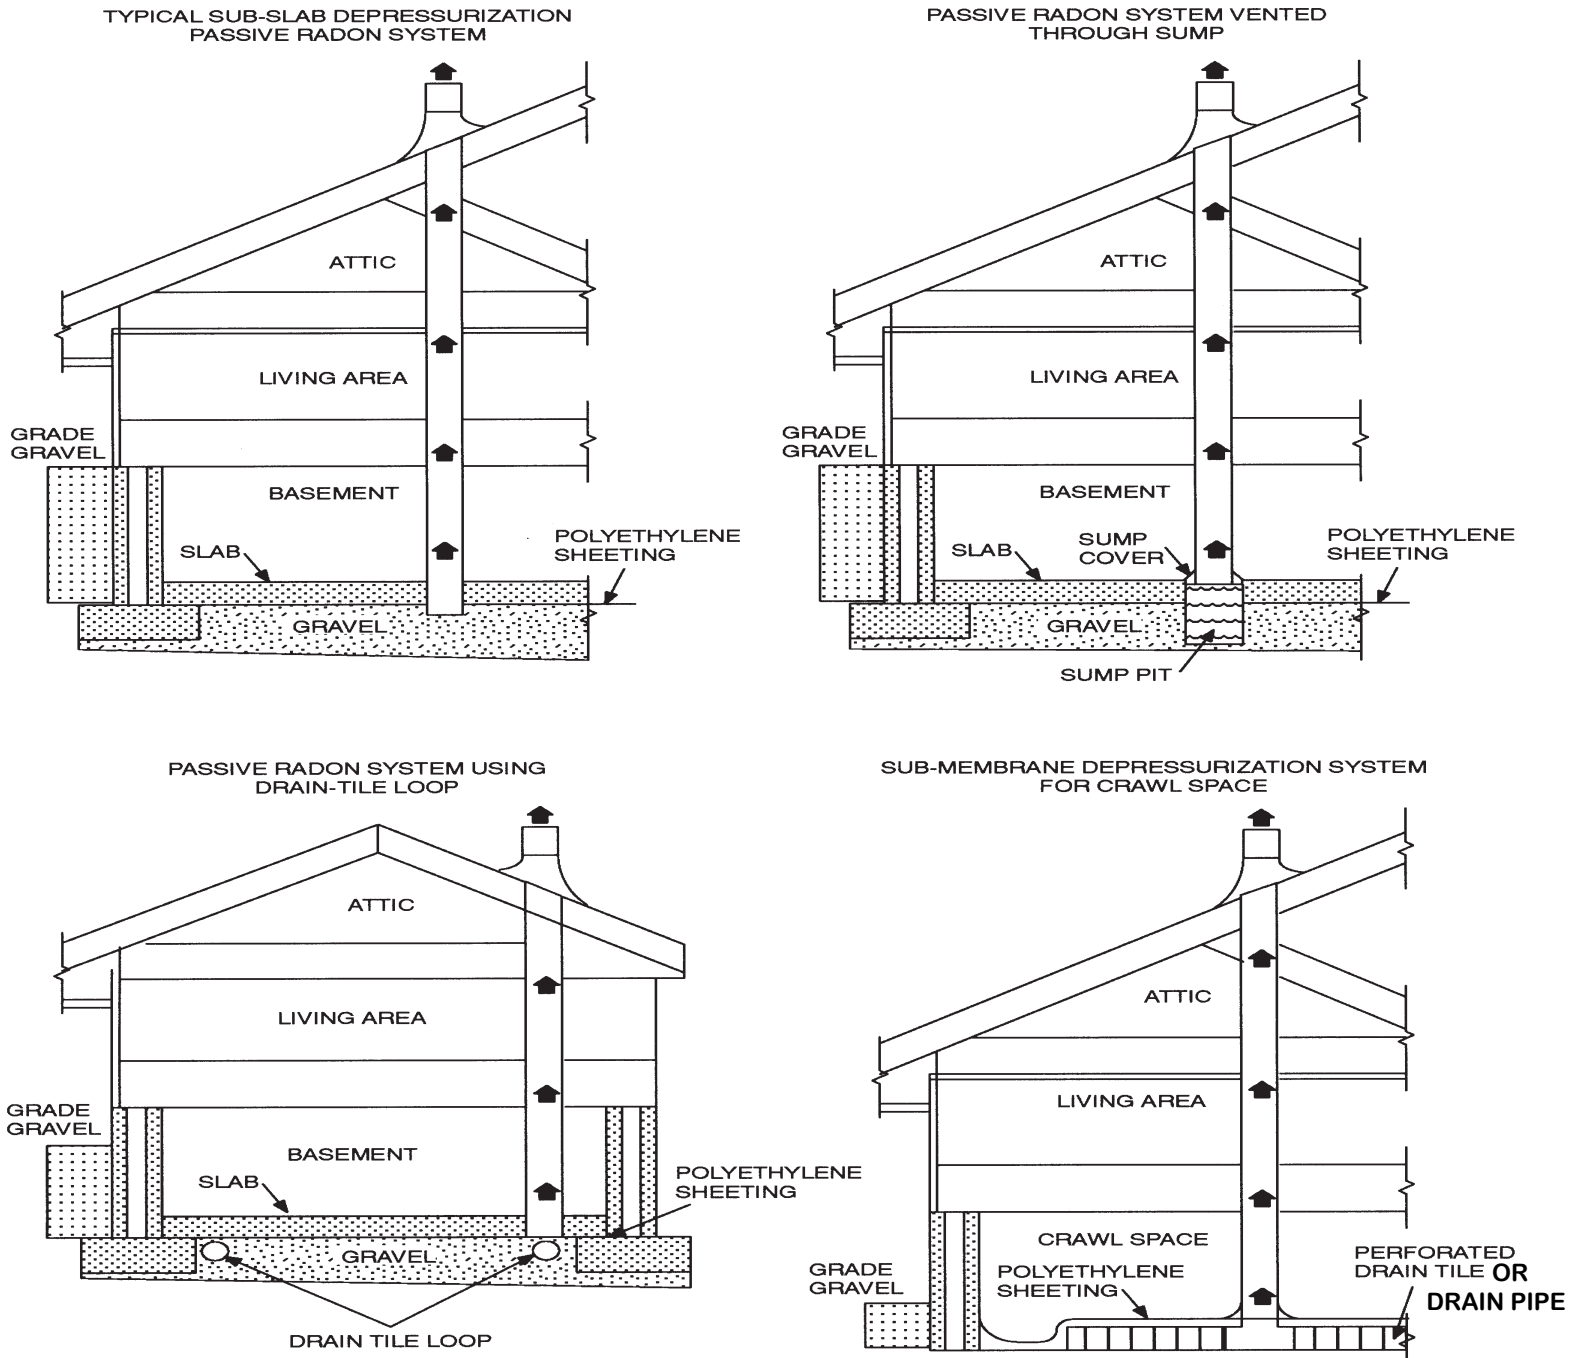 TYPICAL SUB-SLAB DEPRESSURIZATION
PASSIVE RADON SYSTEM
ATTIC
LIVING AREA
GRADE
GRAVEL
BASEMENT
SLAB
POLYETHYLENE
SHEETING
GRAVEL
PASSIVE RADON SYSTEM VENTED
THROUGH SUMP
ATTIC
LIVING AREA
GRADE
GRAVEL
BASEMENT
SLAB
SUMP
COVER
POLYETHYLENE
SHEETING
GRAVEL
SUMP PIT
PASSIVE RADON SYSTEM USING
DRAIN-TILE LOOP
ATTIC
LIVING AREA
GRADE
GRAVEL
BASEMENT
SLAB
POLYETHYLENE
SHEETING
GRAVEL
DRAIN TILE LOOP
SUB-MEMBRANE DEPRESSURIZATION SYSTEM
FOR CRAWL SPACE
ATTIC
LIVING AREA
CRAWL SPACE
GRADE
GRAVEL
POLYETHYLENE
SHEETING
PERFORATED
DRAIN TILE OR
DRAIN PIPE